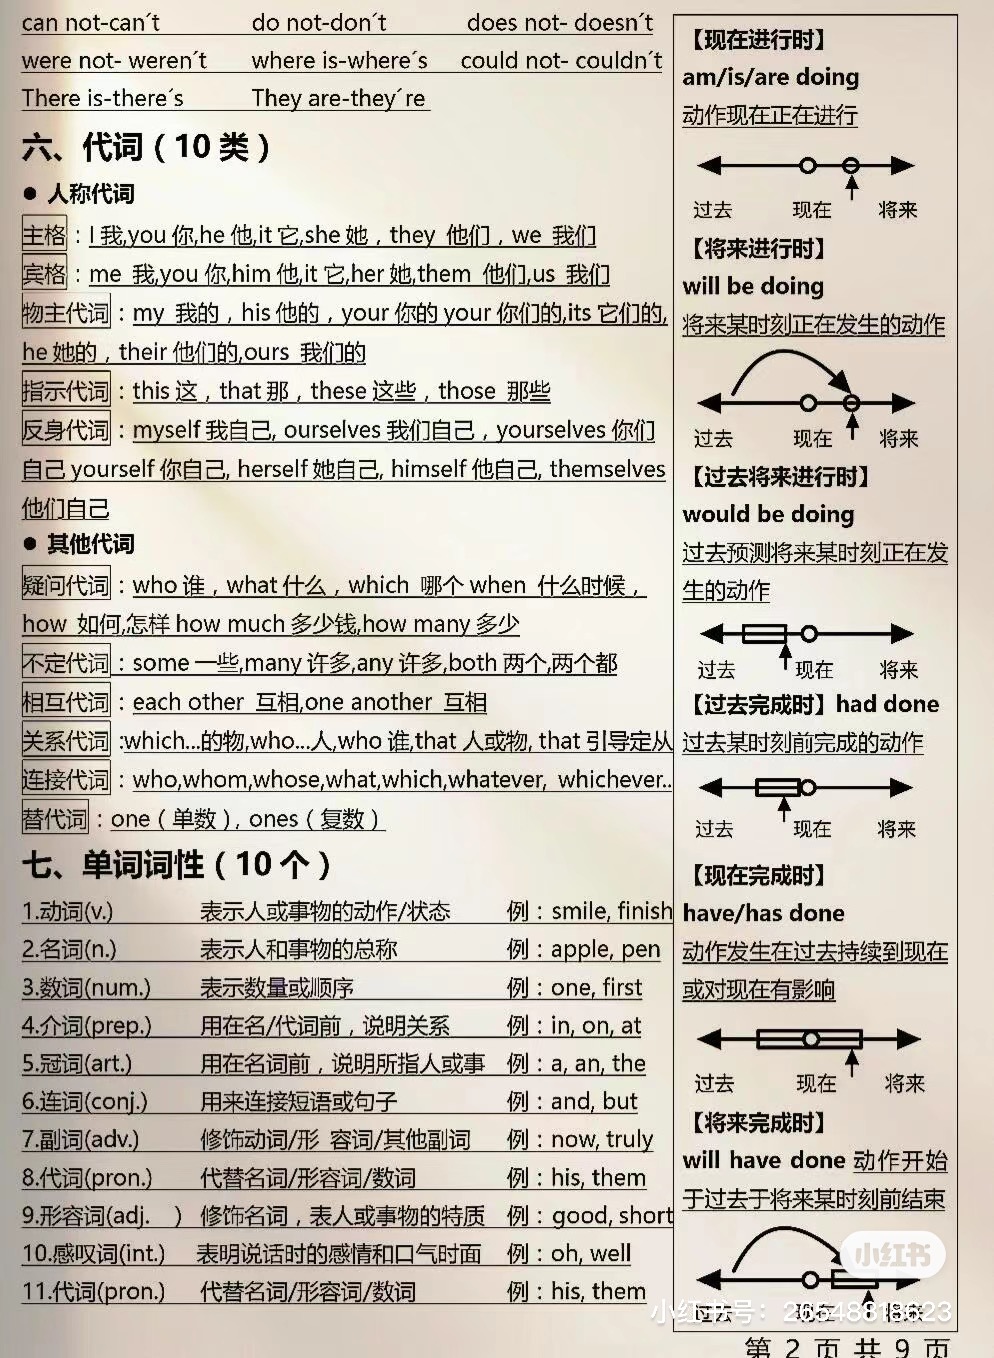 can not-can´t do not-don´t does not- doesn´t
were not- weren´t where is-where´s could not- couldn´t
There is-there´s They are-they´re
六、代词（10 类）
● 人称代词
主格：I 我,you 你,he 他,it 它,she 她，they 他们，we 我们
宾格：me 我,you 你,him 他,it 它,her 她,them 他们,us 我们
物主代词：my 我的，his 他的，your 你的 your 你们的,its 它们的,
he 她的，their 他们的,ours 我们的
指示代词：this 这，that 那，these 这些，those 那些
反身代词：myself 我自己, ourselves 我们自己，yourselves 你们
自己 yourself 你自己, herself 她自己, himself 他自己, themselves
他们自己
● 其他代词
疑问代词：who 谁，what 什么，which 哪个 when 什么时候，
how 如何,怎样 how much 多少钱,how many 多少
不定代词：some 一些,many 许多,any 许多,both 两个,两个都
相互代词：each other 互相,one another 互相
关系代词 :which...的物,who...人,who 谁,that 人或物, that 引导定从
连接代词：who,whom,whose,what,which,whatever, whichever..
替代词：one（单数）, ones（复数）
七、单词词性（10 个）
1.动词(v.) 表示人或事物的动作/状态 例：smile, finish
2.名词(n.) 表示人和事物的总称 例：apple, pen
3.数词(num.) 表示数量或顺序 例：one, first
4.介词(prep.) 用在名/代词前，说明关系 例：in, on, at
5.冠词(art.) 用在名词前，说明所指人或事 例：a, an, the
6.连词(conj.) 用来连接短语或句子 例：and, but
7.副词(adv.) 修饰动词/形 容词/其他副词 例：now, truly
8.代词(pron.) 代替名词/形容词/数词 例：his, them
9.形容词(adj. ) 修饰名词，表人或事物的特质 例：good, short
10.感叹词(int.) 表明说话时的感情和口气时面 例：oh, well
11.代词(pron.) 代替名词/形容词/数词 例：his, them
【现在进行时】
am/is/are doing
动作现在正在进行
过去 现在 将来
【将来进行时】
will be doing
将来某时刻正在发生的动作
过去 现在 将来
【过去将来进行时】
would be doing
过去预测将来某时刻正在发
生的动作
过去 现在 将来
【过去完成时】had done
过去某时刻前完成的动作
过去 现在 将来
【现在完成时】
have/has done
动作发生在过去持续到现在
或对现在有影响
过去 现在 将来
【将来完成时】
will have done 动作开始
于过去于将来某时刻前结束
小红书
过去 现在 将来
小红书号：
第 2 页 共 9 页